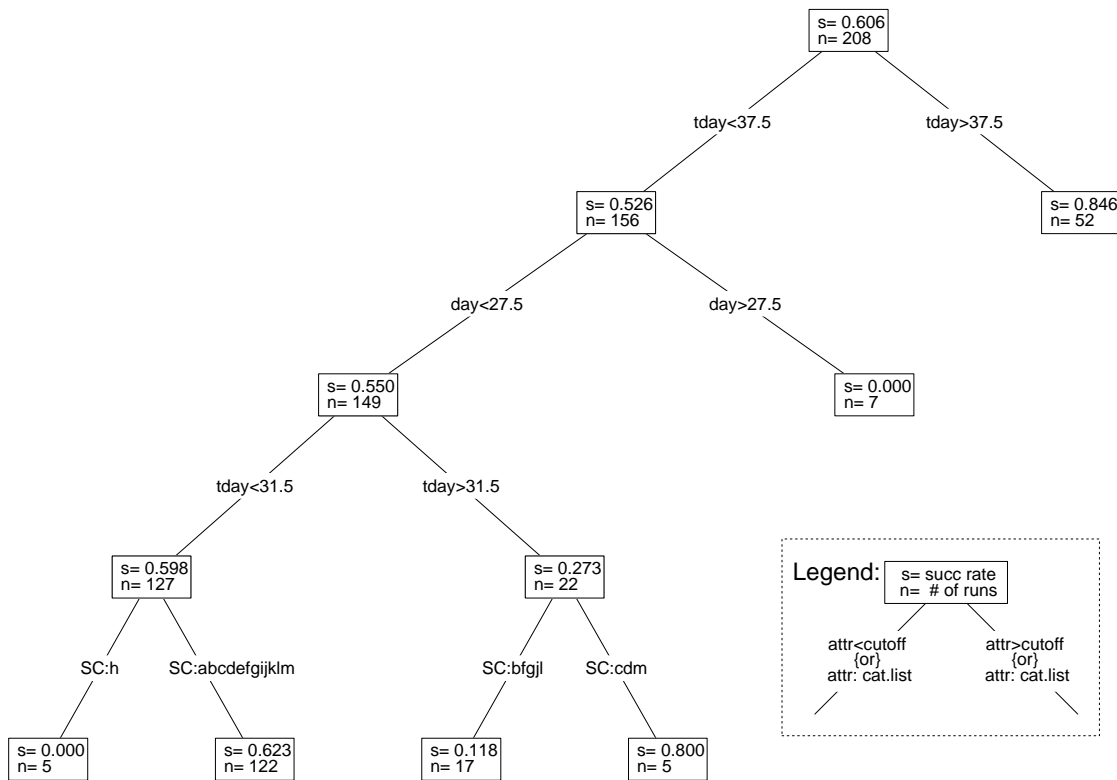 s= 0.606
n= 208
tday<37.5
tday>37.5
s= 0.526
n= 156
s= 0.846
n= 52
day<27.5
day>27.5
s= 0.550
n= 149
s= 0.000
n= 7
tday<31.5
tday>31.5
s= 0.598
n= 127
s= 0.273
n= 22
SC:h
SC:abcdefgijklm
SC:bfgjl
SC:cdm
s= 0.000
n= 5
s= 0.623
n= 122
s= 0.118
n= 17
s= 0.800
n= 5
Legend:
s= succ rate
n= # of runs
attr<cutoff
{or}
attr: cat.list
attr>cutoff
{or}
attr: cat.list